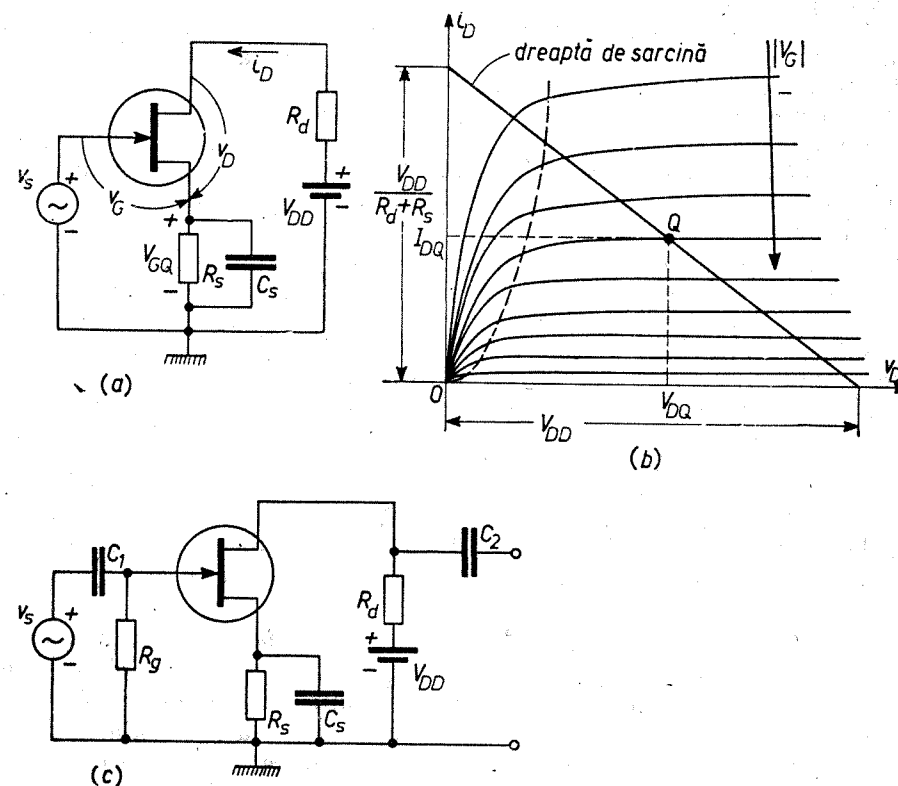 i_D
R_d
v_s
+
−
v_G
v_D
+
V_GQ
−
R_s
C_s
V_DD
+
−
(a)
i_D
dreaptă de sarcină
|V_G|
−
V_DD
R_d+R_s
I_DQ
Q
0
V_DQ
v_D
V_DD
(b)
C_1
v_s
+
−
R_g
R_s
C_s
R_d
+
−
V_DD
C_2
(c)